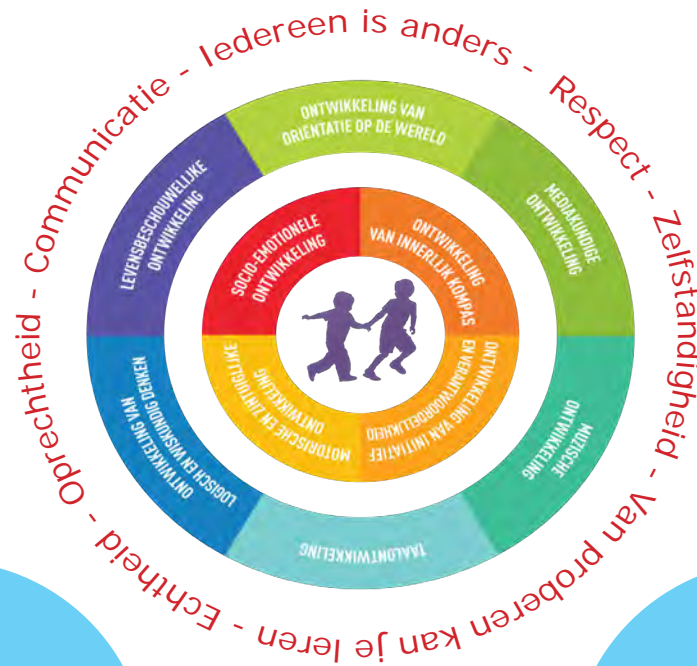 Communicatie - Iedereen is anders - Respect - Zelfstandigheid - Van proberen kan je leren - Echtheid - Oprechtheid -
ONTWIKKELING VAN
ORIËNTATIE OP DE WERELD
MEDIAKUNDIGE
ONTWIKKELING
MUZISCHE
ONTWIKKELING
TAALONTWIKKELING
ONTWIKKELING VAN
LOGISCH EN WISKUNDIG DENKEN
LEVENSBESCHOUWELIJKE
ONTWIKKELING
SOCIO-EMOTIONELE
ONTWIKKELING
ONTWIKKELING
VAN INNERLIJK KOMPAS
ONTWIKKELING VAN INITIATIEF
EN VERANTWOORDELIJKHEID
MOTORISCHE EN ZINTUIGLIJKE
ONTWIKKELING